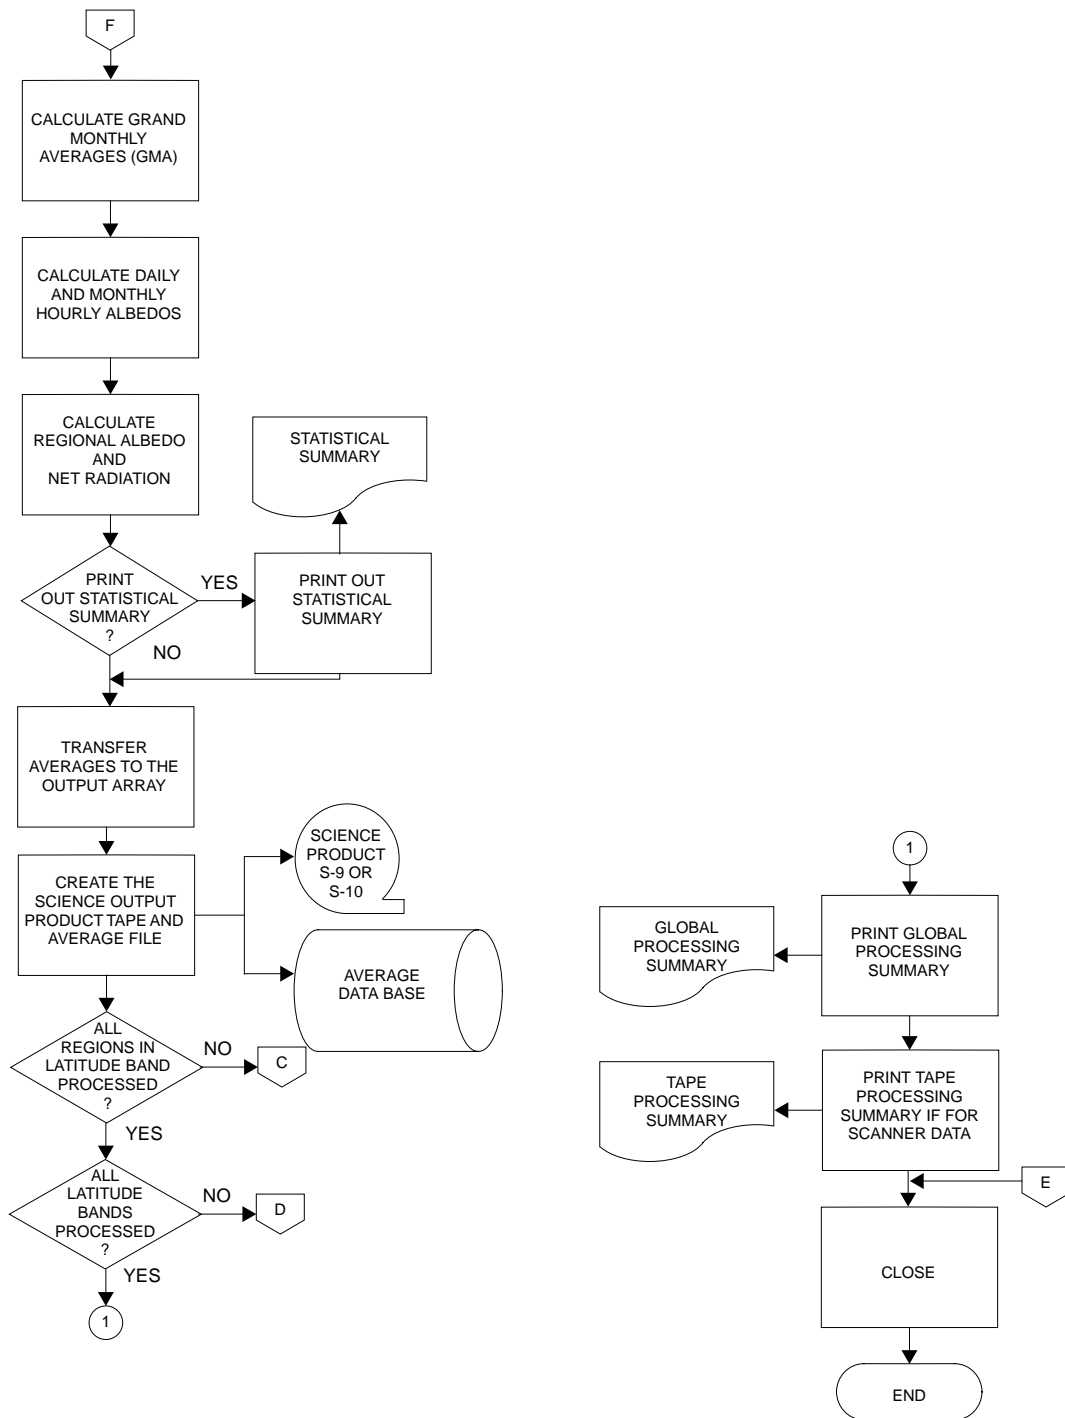 F
CALCULATE GRAND
MONTHLY
AVERAGES (GMA)
CALCULATE DAILY
AND MONTHLY
HOURLY ALBEDOS
CALCULATE
REGIONAL ALBEDO
AND
NET RADIATION
STATISTICAL
SUMMARY
PRINT
OUT STATISTICAL
SUMMARY
?
YES
NO
PRINT OUT
STATISTICAL
SUMMARY
TRANSFER
AVERAGES TO THE
OUTPUT ARRAY
CREATE THE
SCIENCE OUTPUT
PRODUCT TAPE AND
AVERAGE FILE
SCIENCE
PRODUCT
S-9 OR
S-10
AVERAGE
DATA BASE
ALL
REGIONS IN
LATITUDE BAND
PROCESSED
?
NO
C
YES
ALL
LATITUDE
BANDS
PROCESSED
?
NO
D
YES
1
1
PRINT GLOBAL
PROCESSING
SUMMARY
GLOBAL
PROCESSING
SUMMARY
PRINT TAPE
PROCESSING
SUMMARY IF FOR
SCANNER DATA
TAPE
PROCESSING
SUMMARY
E
CLOSE
END